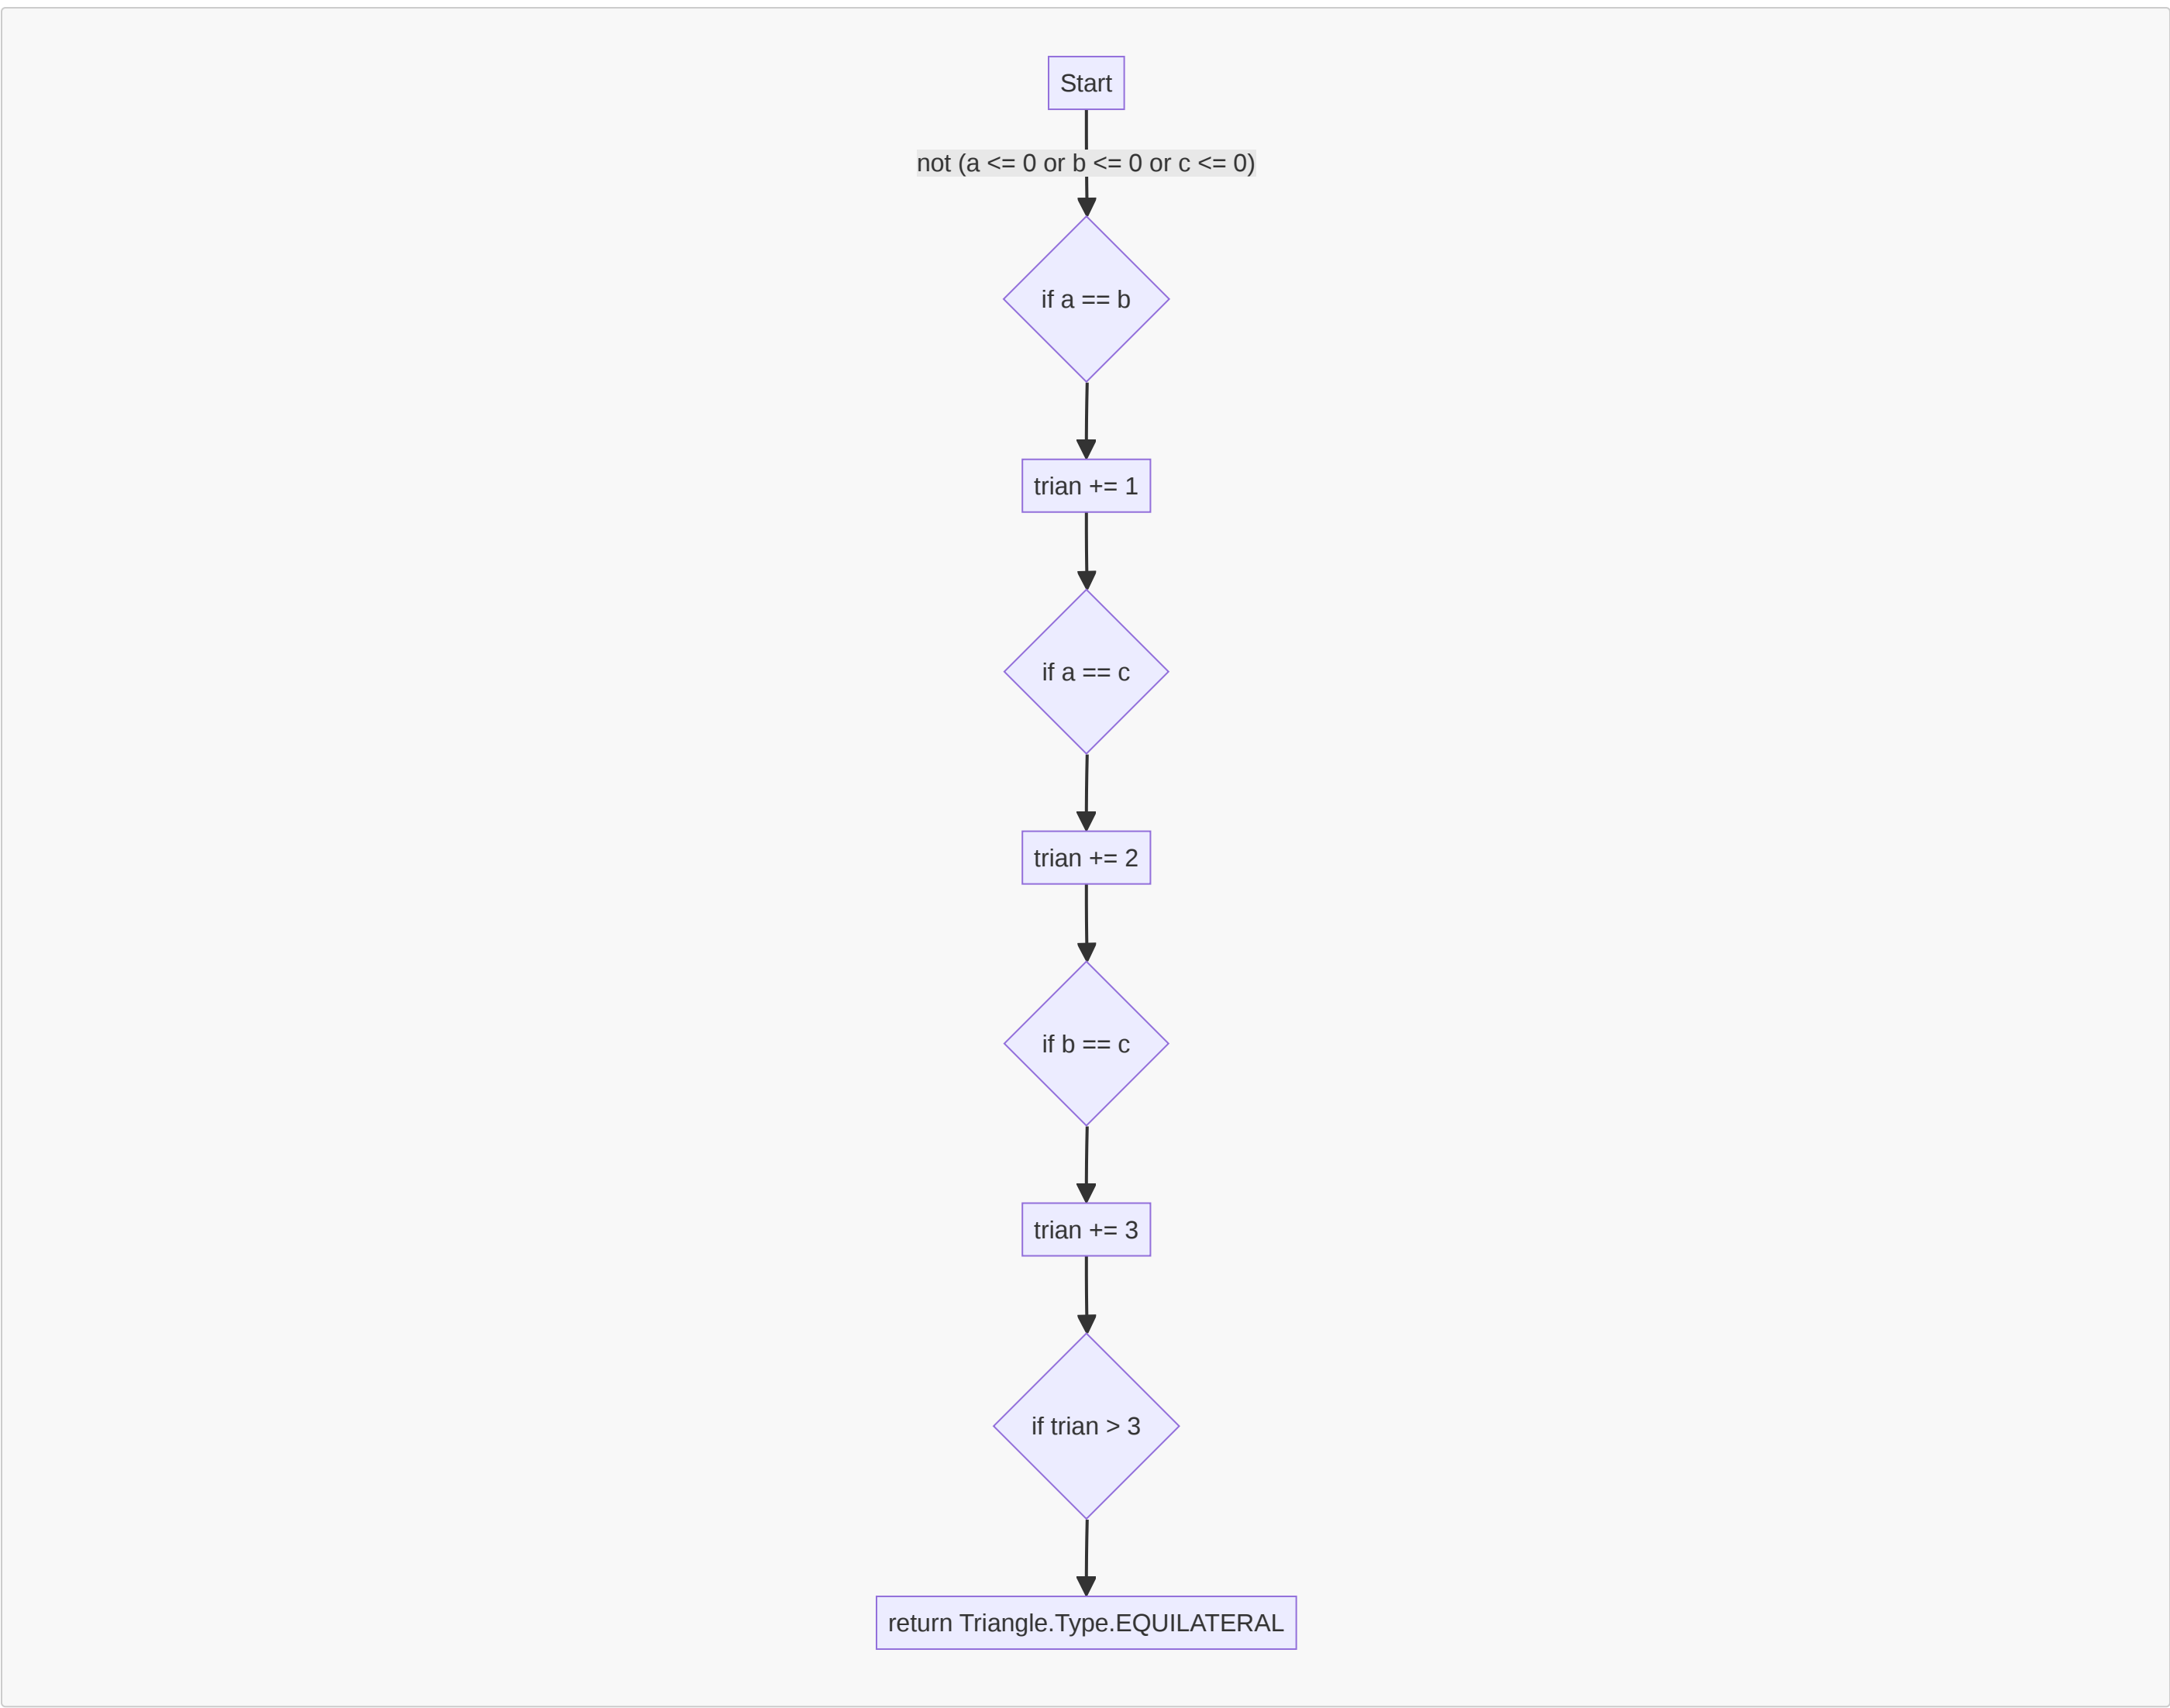 Start
not (a <= 0 or b <= 0 or c <= 0)
if a == b
trian += 1
if a == c
trian += 2
if b == c
trian += 3
if trian > 3
return Triangle.Type.EQUILATERAL